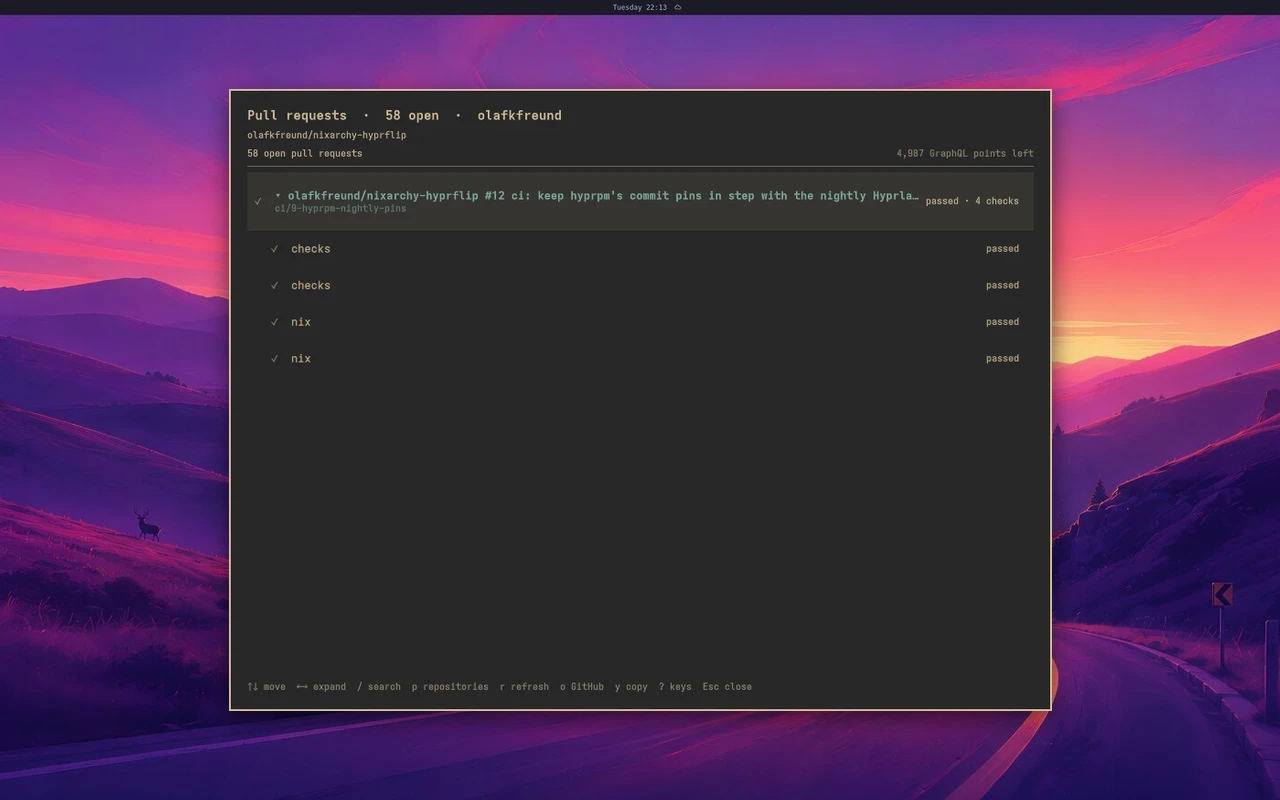 Tuesday 22:13
Pull requests · 58 open · olafkfreund
olafkfreund/nixarchy-hyprflip
58 open pull requests 4,987 GraphQL points left
✓ ▾ olafkfreund/nixarchy-hyprflip #12 ci: keep hyprpm's commit pins in step with the nightly Hyprla… passed · 4 checks
ci/9-hyprpm-nightly-pins
✓ checks passed
✓ checks passed
✓ nix passed
✓ nix passed
↑↓ move ←→ expand / search p repositories r refresh o GitHub y copy ? keys Esc close